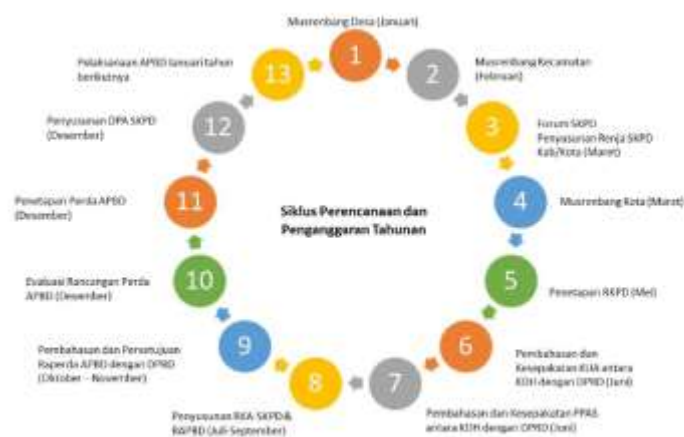 Musrenbang Desa (Januari)
1
2
Musrenbang Kecamatan
(Februari)
3
Forum SKPD
Penyusunan Renja SKPD
Kab/Kota (Maret)
4
Musrenbang Kota (Maret)
5
Penetapan RKPD (Mei)
6
Pembahasan dan
Kesepakatan KUA antara
KDH dengan DPRD (Juni)
7
Pembahasan dan Kesepakatan PPAS
antara KDH dengan DPRD (Juni)
8
Penyusunan RKA SKPD &
RAPBD (Juli-September)
9
Pembahasan dan Persetujuan
Raperda APBD dengan DPRD
(Oktober - November)
10
Evaluasi Rancangan Perda
APBD (Desember)
11
Penetapan Perda APBD
(Desember)
12
Penyusunan DPA SKPD
(Desember)
13
Pelaksanaan APBD Januari tahun
berikutnya
Siklus Perencanaan dan
Penganggaran Tahunan